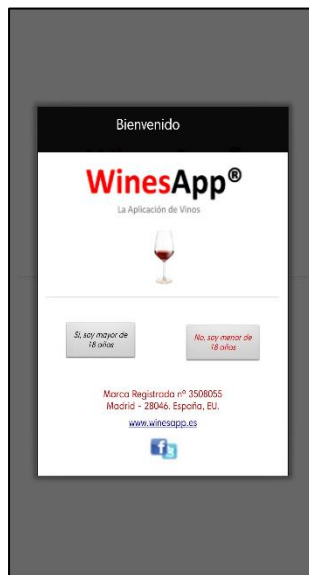 Bienvenido
WinesApp®
La Aplicación de Vinos
Sí, soy mayor de
18 años
No, soy menor de
18 años
Marca Registrada nº 3508055
Madrid - 28046. España, EU.
www.winesapp.es